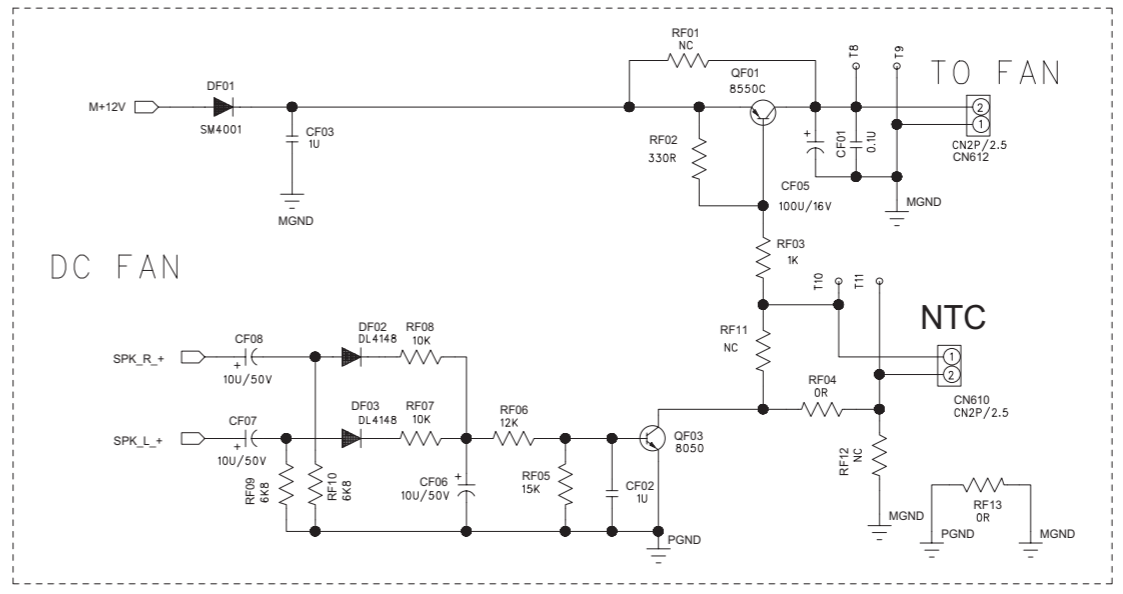 RF01
NC
T8
T9
TO FAN
QF01
8550C
DF01
M+12V
SM4001
CF03
1U
RF02
330R
+
CF01
0.1U
2
1
CN2P/2.5
CN612
CF05
100U/16V
MGND
MGND
DC FAN
RF03
1K
T10
T11
NTC
RF11
NC
DF02
DL4148
RF08
10K
CF08
SPK_R_+
+
10U/50V
1
2
RF04
0R
CN610
CN2P/2.5
DF03
DL4148
RF07
10K
RF06
12K
CF07
SPK_L_+
+
10U/50V
QF03
8050
RF09
6K8
RF10
6K8
CF06
+
10U/50V
RF05
15K
CF02
1U
RF12
NC
RF13
0R
PGND
MGND
PGND
MGND